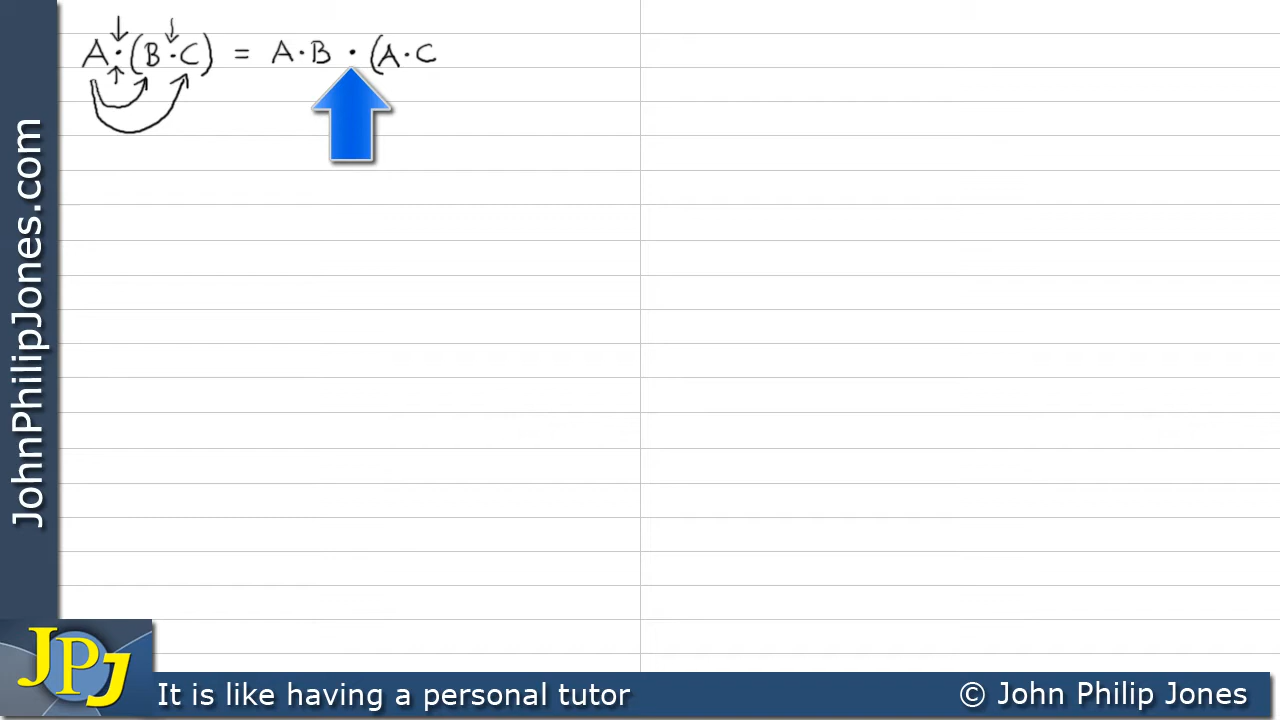 A·(B·C) = A·B · (A·C
JohnPhilipJones.com
JPJ
It is like having a personal tutor
© John Philip Jones